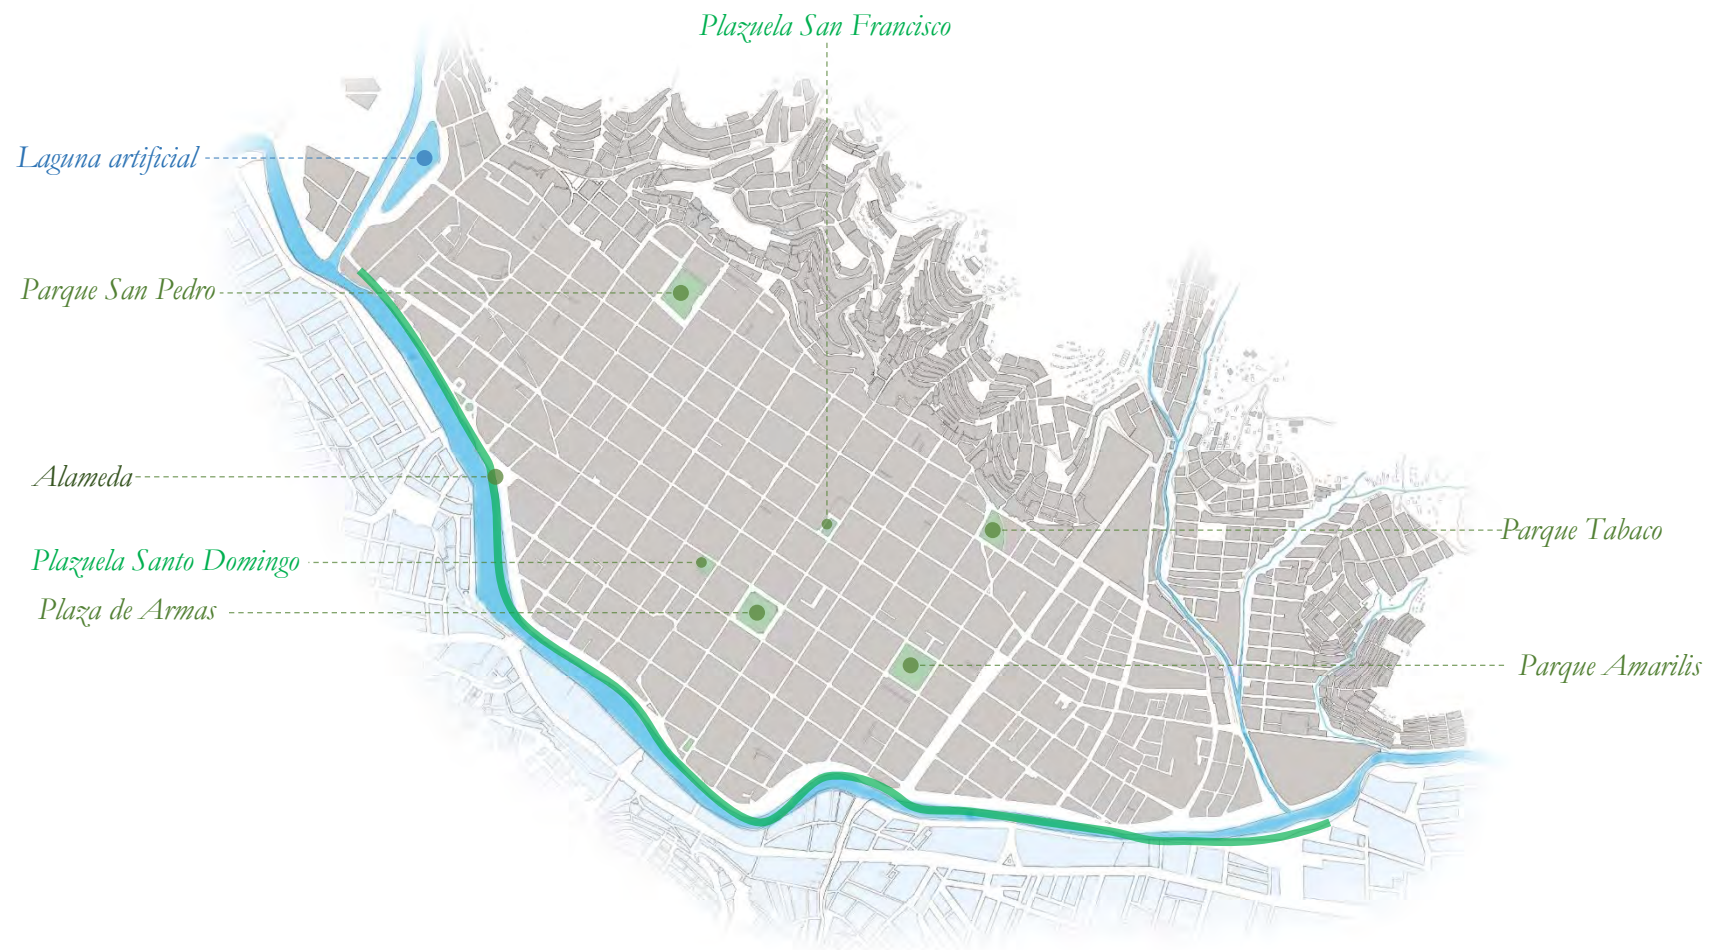 Plazuela San Francisco
Laguna artificial
Parque San Pedro
Alameda
Parque Tabaco
Plazuela Santo Domingo
Plaza de Armas
Parque Amarilis